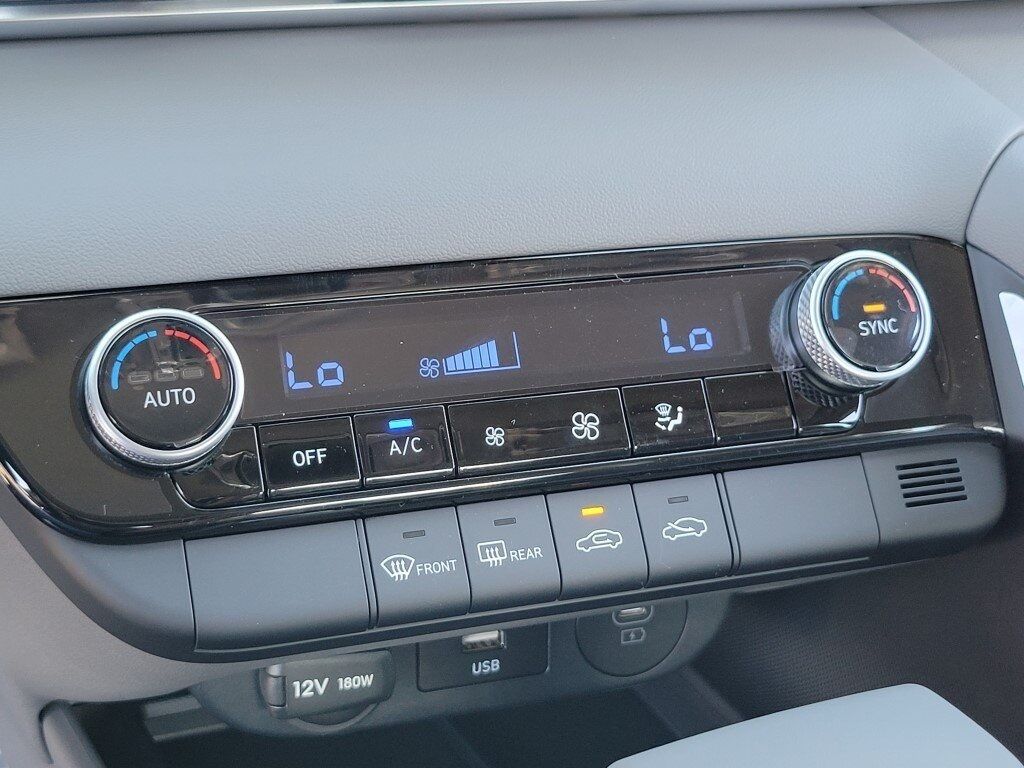 AUTO
Lo
Lo
SYNC
OFF
A/C
FRONT
REAR
12V 180W
USB